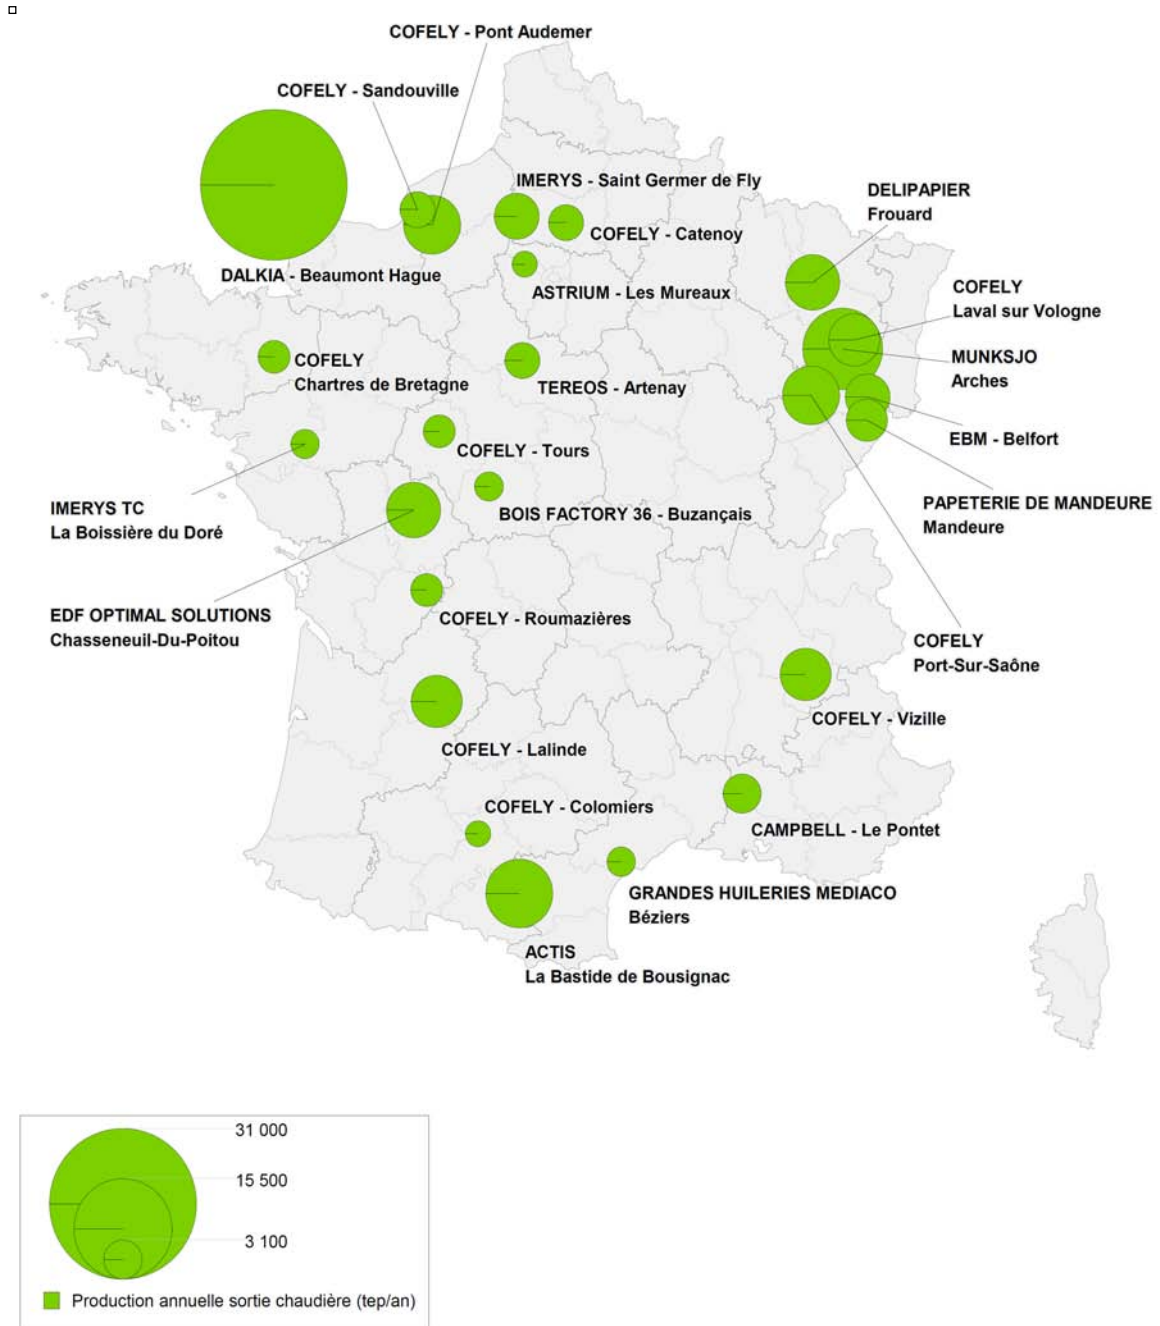 COFELY - Pont Audemer
COFELY - Sandouville
IMERYS - Saint Germer de Fly
DELIPAPIER
Frouard
COFELY - Catenoy
DALKIA - Beaumont Hague
ASTRIUM - Les Mureaux
COFELY
Laval sur Vologne
COFELY
Chartres de Bretagne
MUNKSJO
Arches
TEREOS - Artenay
EBM - Belfort
COFELY - Tours
IMERYS TC
La Boissière du Doré
BOIS FACTORY 36 - Buzançais
PAPETERIE DE MANDEURE
Mandeure
EDF OPTIMAL SOLUTIONS
Chasseneuil-Du-Poitou
COFELY - Roumazières
COFELY
Port-Sur-Saône
COFELY - Vizille
COFELY - Lalinde
COFELY - Colomiers
CAMPBELL - Le Pontet
GRANDES HUILERIES MEDIACO
Béziers
ACTIS
La Bastide de Bousignac
31 000
15 500
3 100
Production annuelle sortie chaudière (tep/an)